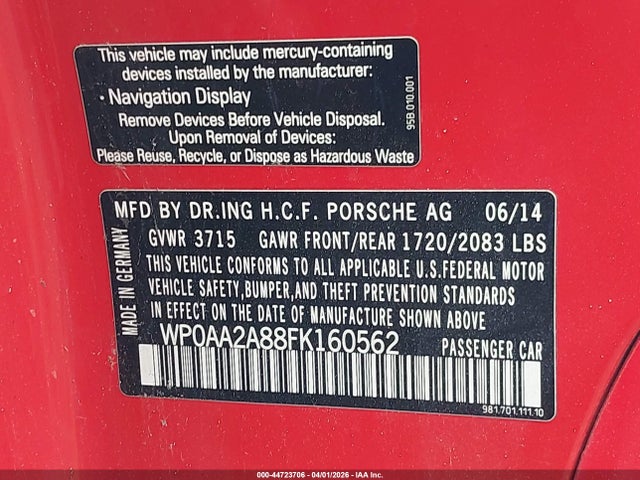 This vehicle may include mercury-containing
devices installed by the manufacturer:
· Navigation Display
Remove Devices Before Vehicle Disposal.
Upon Removal of Devices:
Please Reuse, Recycle, or Dispose as Hazardous Waste
95B.010.001
MFD BY DR.ING H.C.F. PORSCHE AG 06/14
GVWR 3715 GAWR FRONT/REAR 1720/2083 LBS
THIS VEHICLE CONFORMS TO ALL APPLICABLE U.S.FEDERAL MOTOR
VEHICLE SAFETY,BUMPER,AND THEFT PREVENTION STANDARDS
IN EFFECT ON THE DATE OF MANUFACTURE SHOWN ABOVE.
WP0AA2A88FK160562 PASSENGER CAR
MADE IN GERMANY
981.701.111.10
000-44723706 - 04/01/2026 - IAA Inc.